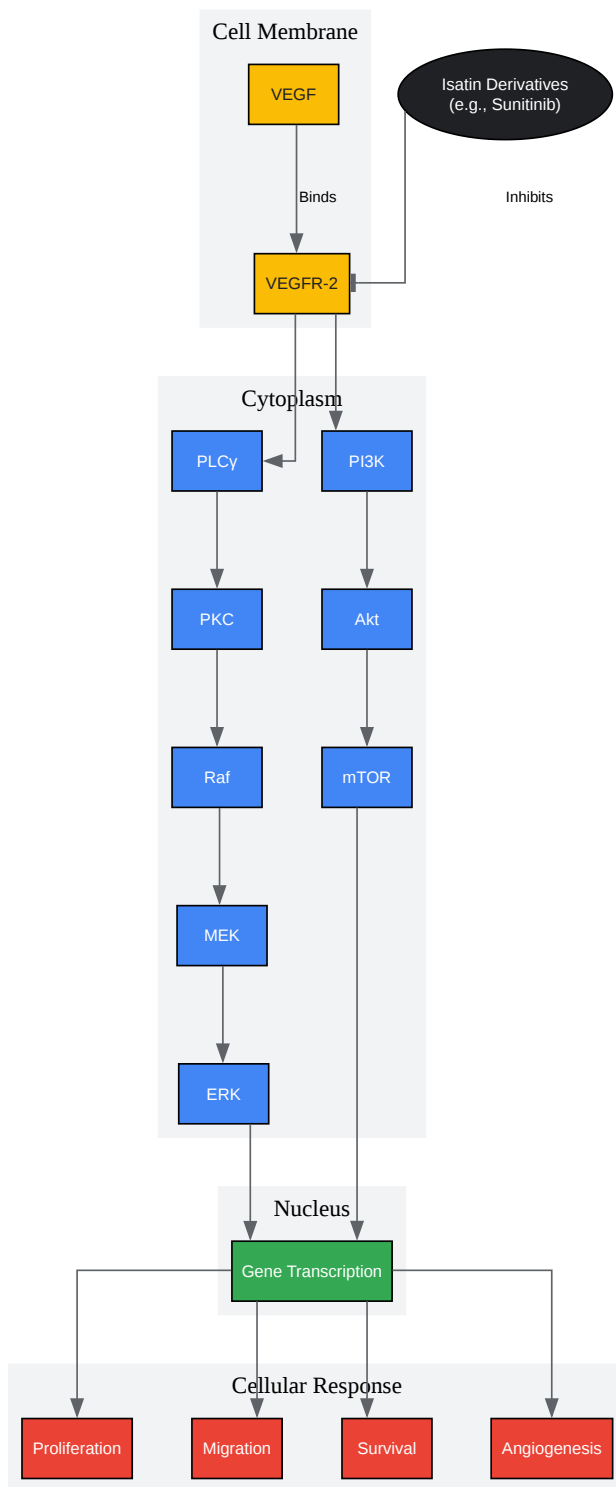 Cell Membrane
VEGF
Isatin Derivatives
(e.g., Sunitinib)
Binds
Inhibits
VEGFR-2
Cytoplasm
PLCγ
PI3K
PKC
Akt
Raf
mTOR
MEK
ERK
Nucleus
Gene Transcription
Cellular Response
Proliferation
Migration
Survival
Angiogenesis